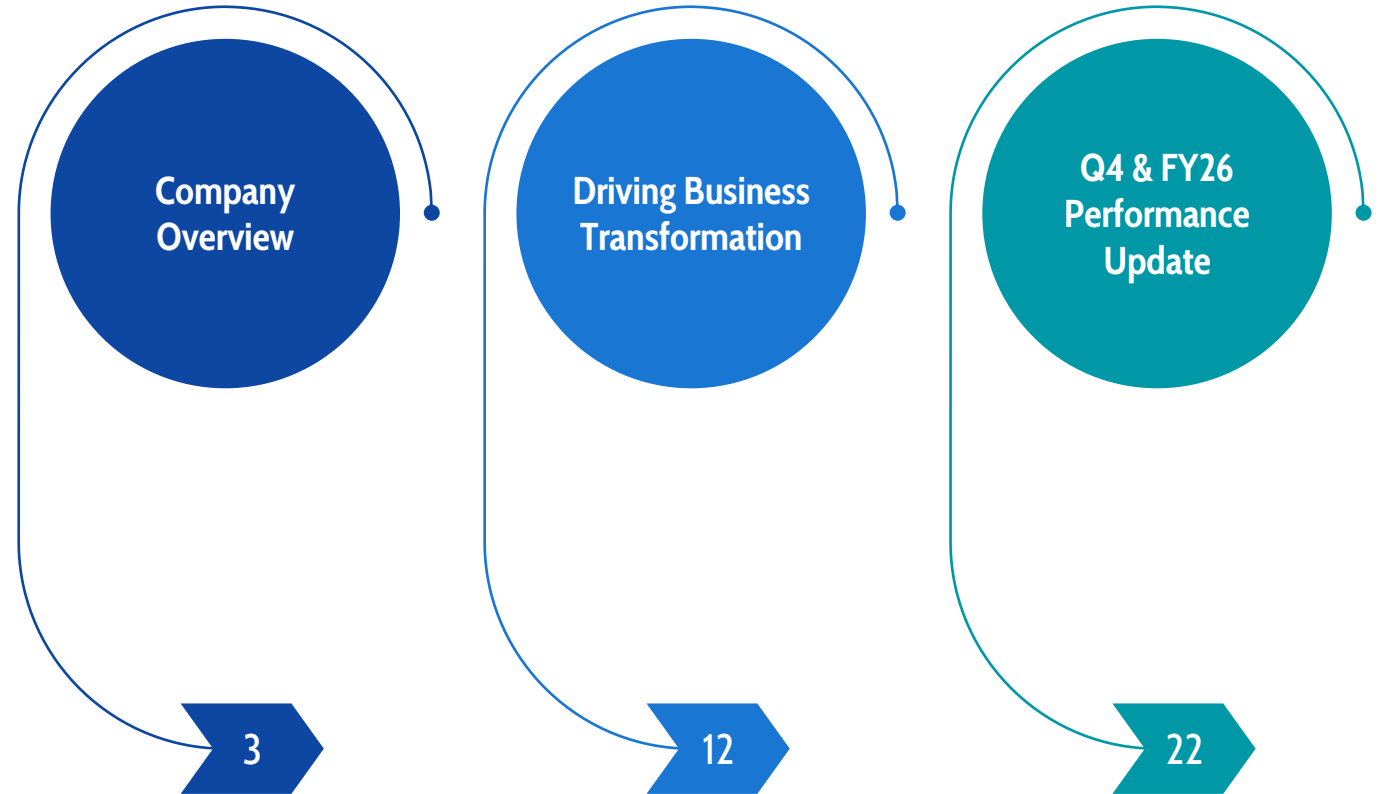 Company
Overview
3
Driving Business
Transformation
12
Q4 & FY26
Performance
Update
22